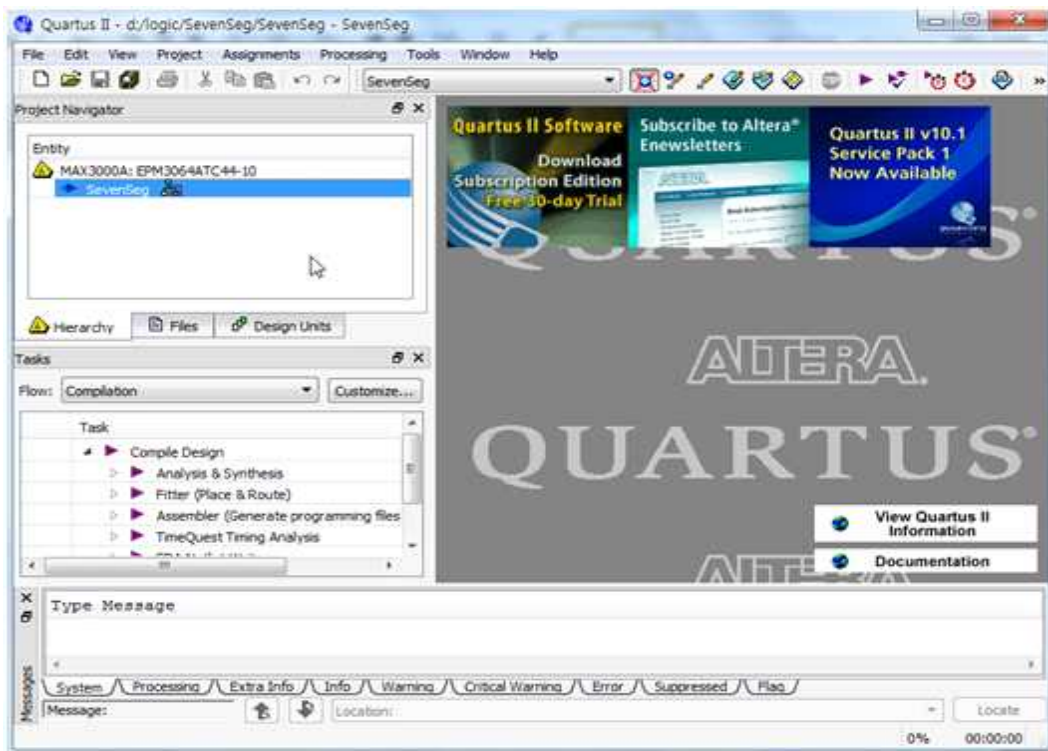 Quartus II - d:/logic/SevenSeg/SevenSeg - SevenSeg
File Edit View Project Assignments Processing Tools Window Help
SevenSeg
Project Navigator
Entity
MAX3000A: EPM3064ATC44-10
SevenSeg
Hierarchy Files Design Units
Tasks
Flow: Compilation Customize...
Task
Compile Design
Analysis & Synthesis
Fitter (Place & Route)
Assembler (Generate programming files
TimeQuest Timing Analysis
Quartus II Software
Download
Subscription Edition
Free 30-day Trial
Subscribe to Altera®
Enewsletters
Quartus II v10.1
Service Pack 1
Now Available
QUARTUS®
ALTERA.
QUARTUS®
View Quartus II
Information
Documentation
ALTERA
Type Message
Messages
System Processing Extra Info Info Warning Critical Warning Error Suppressed Flag
Message: Location: Locate
0% 00:00:00